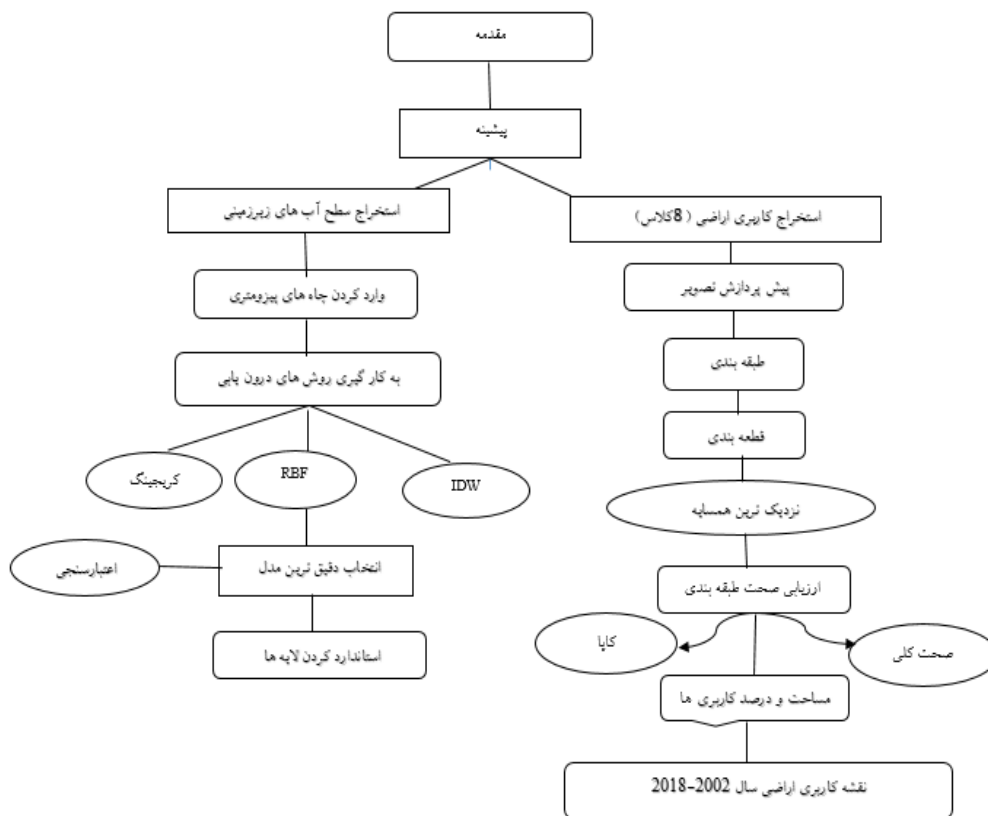 مقدمه
پیشینه
استخراج کاربری اراضی ( 8کلاس)
استخراج سطح آب های زیرزمینی
پیش پردازش تصویر
وارد کردن چاه های پیزومتری
طبقه بندی
به کار گیری روش های درون یابی
قطعه بندی
کریجینگ
RBF
IDW
نزدیک ترین همسایه
اعتبارسنجی
انتخاب دقیق ترین مدل
ارزیابی صحت طبقه بندی
استاندارد کردن لایه ها
کاپا
صحت کلی
مساحت و درصد کاربری ها
نقشه کاربری اراضی سال 2002-2018